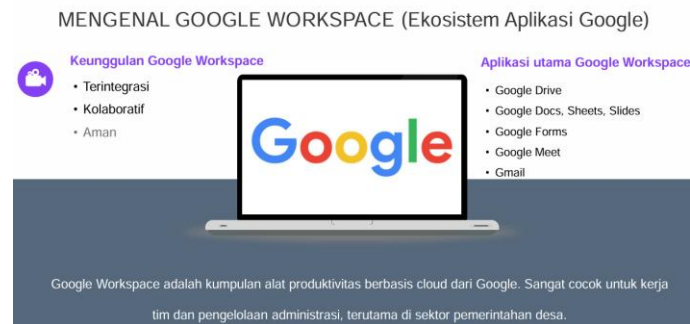 MENGENAL GOOGLE WORKSPACE (Ekosistem Aplikasi Google)
Keunggulan Google Workspace
• Terintegrasi
• Kolaboratif
• Aman
Google
Aplikasi utama Google Workspace
• Google Drive
• Google Docs, Sheets, Slides
• Google Forms
• Google Meet
• Gmail
Google Workspace adalah kumpulan alat produktivitas berbasis cloud dari Google. Sangat cocok untuk kerja
tim dan pengelolaan administrasi, terutama di sektor pemerintahan desa.